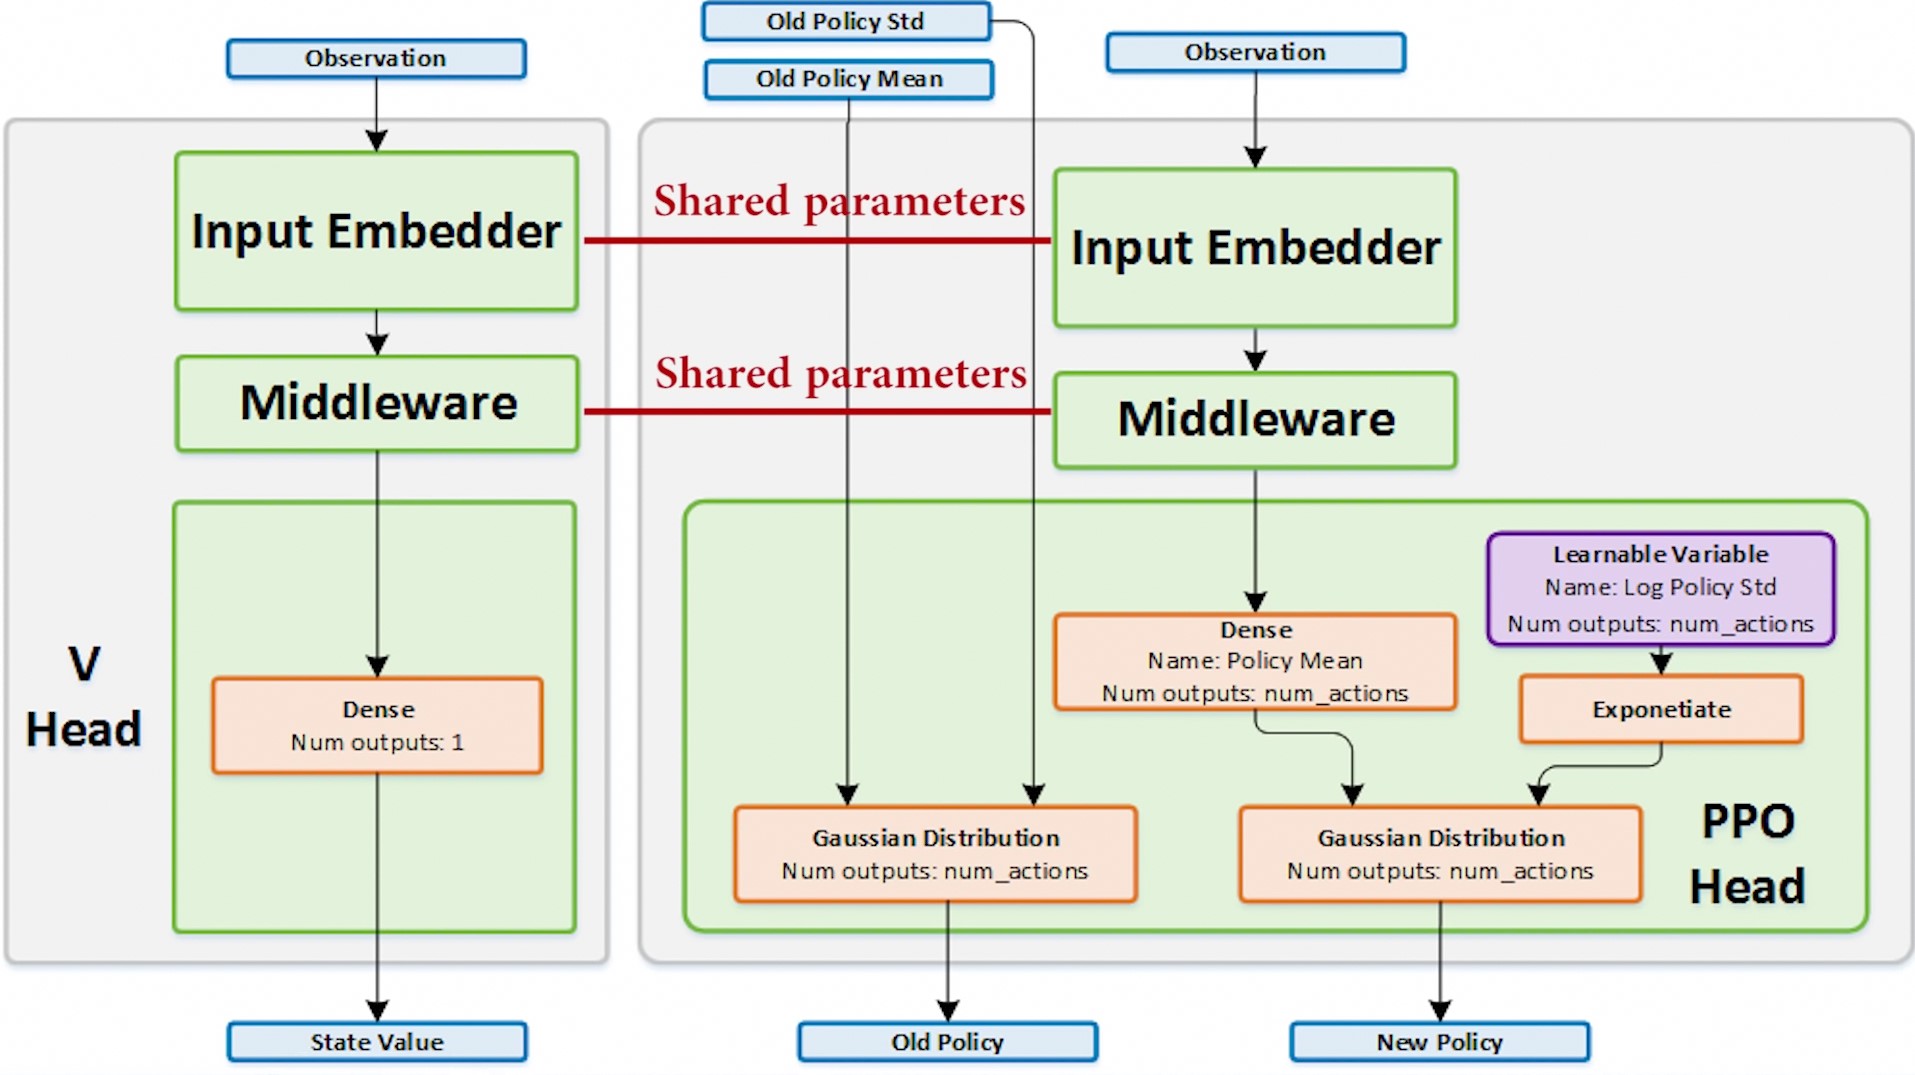 Old Policy Std
Observation
Old Policy Mean
Observation
Shared parameters
Input Embedder
Input Embedder
Shared parameters
Middleware
Middleware
Learnable Variable
Name: Log Policy Std
Num outputs: num_actions
Dense
Name: Policy Mean
Num outputs: num_actions
V
Head
Dense
Num outputs: 1
Exponetiate
Gaussian Distribution
Num outputs: num_actions
Gaussian Distribution
Num outputs: num_actions
PPO
Head
State Value
Old Policy
New Policy